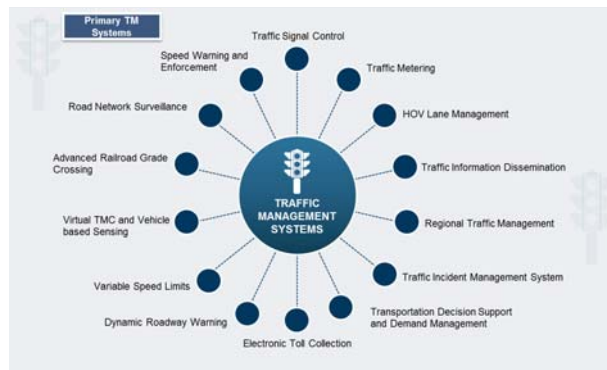 Primary TM
Systems
Traffic Signal Control
Speed Warning and
Enforcement
Traffic Metering
Road Network Surveillance
HOV Lane Management
Advanced Railroad Grade
Crossing
Traffic Information Dissemination
TRAFFIC
MANAGEMENT
SYSTEMS
Virtual TMC and Vehicle
based Sensing
Regional Traffic Management
Variable Speed Limits
Traffic Incident Management System
Dynamic Roadway Warning
Transportation Decision Support
and Demand Management
Electronic Toll Collection